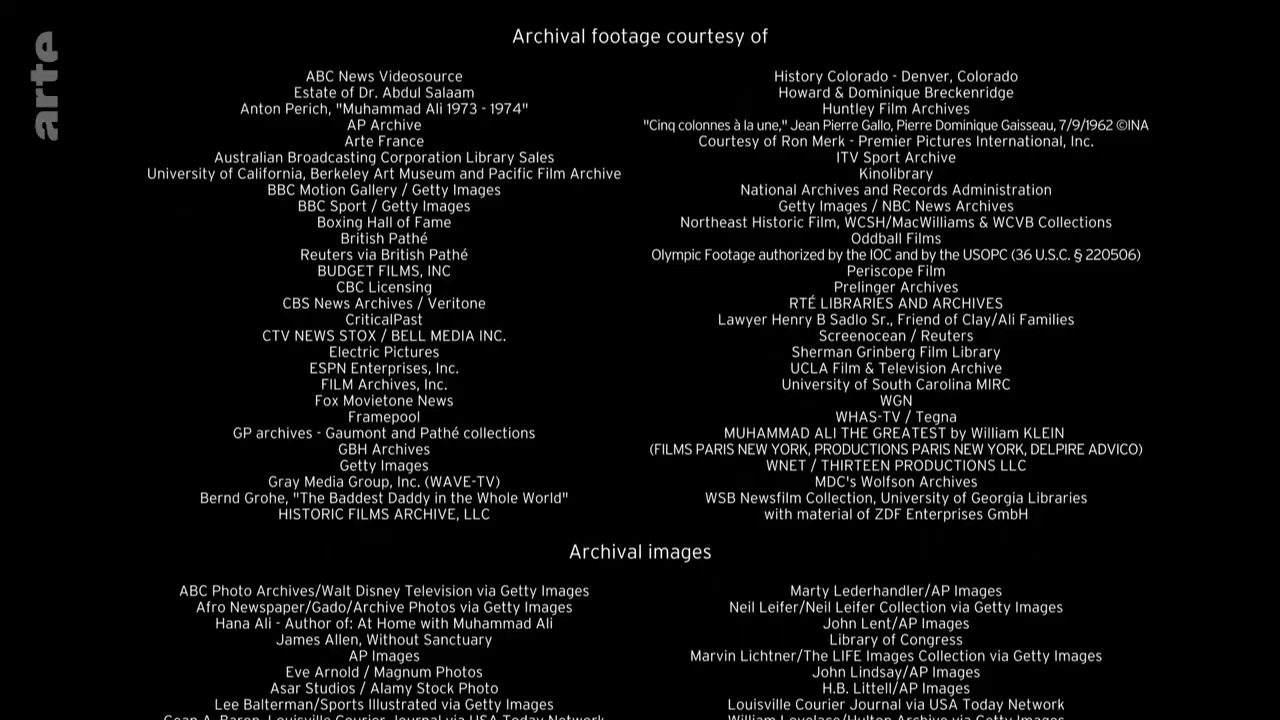 arte
Archival footage courtesy of
ABC News Videosource
Estate of Dr. Abdul Salaam
Anton Perich, "Muhammad Ali 1973 - 1974"
AP Archive
Arte France
Australian Broadcasting Corporation Library Sales
University of California, Berkeley Art Museum and Pacific Film Archive
BBC Motion Gallery / Getty Images
BBC Sport / Getty Images
Boxing Hall of Fame
British Pathé
Reuters via British Pathé
BUDGET FILMS, INC
CBC Licensing
CBS News Archives / Veritone
CriticalPast
CTV NEWS STOX / BELL MEDIA INC.
Electric Pictures
ESPN Enterprises, Inc.
FILM Archives, Inc.
Fox Movietone News
Framepool
GP archives - Gaumont and Pathé collections
GBH Archives
Getty Images
Gray Media Group, Inc. (WAVE-TV)
Bernd Grohe, "The Baddest Daddy in the Whole World"
HISTORIC FILMS ARCHIVE, LLC
History Colorado - Denver, Colorado
Howard & Dominique Breckenridge
Huntley Film Archives
"Cinq colonnes à la une," Jean Pierre Gallo, Pierre Dominique Gaisseau, 7/9/1962 ©INA
Courtesy of Ron Merk - Premier Pictures International, Inc.
ITV Sport Archive
Kinolibrary
National Archives and Records Administration
Getty Images / NBC News Archives
Northeast Historic Film, WCSH/MacWilliams & WCVB Collections
Oddball Films
Olympic Footage authorized by the IOC and by the USOPC (36 U.S.C. § 220506)
Periscope Film
Prelinger Archives
RTÉ LIBRARIES AND ARCHIVES
Lawyer Henry B Sadlo Sr., Friend of Clay/Ali Families
Screenocean / Reuters
Sherman Grinberg Film Library
UCLA Film & Television Archive
University of South Carolina MIRC
WGN
WHAS-TV / Tegna
MUHAMMAD ALI THE GREATEST by William KLEIN
(FILMS PARIS NEW YORK, PRODUCTIONS PARIS NEW YORK, DELPIRE ADVICO)
WNET / THIRTEEN PRODUCTIONS LLC
MDC's Wolfson Archives
WSB Newsfilm Collection, University of Georgia Libraries
with material of ZDF Enterprises GmbH
Archival images
ABC Photo Archives/Walt Disney Television via Getty Images
Afro Newspaper/Gado/Archive Photos via Getty Images
Hana Ali - Author of: At Home with Muhammad Ali
James Allen, Without Sanctuary
AP Images
Eve Arnold / Magnum Photos
Asar Studios / Alamy Stock Photo
Lee Balterman/Sports Illustrated via Getty Images
Marty Lederhandler/AP Images
Neil Leifer/Neil Leifer Collection via Getty Images
John Lent/AP Images
Library of Congress
Marvin Lichtner/The LIFE Images Collection via Getty Images
John Lindsay/AP Images
H.B. Littell/AP Images
Louisville Courier Journal via USA Today Network